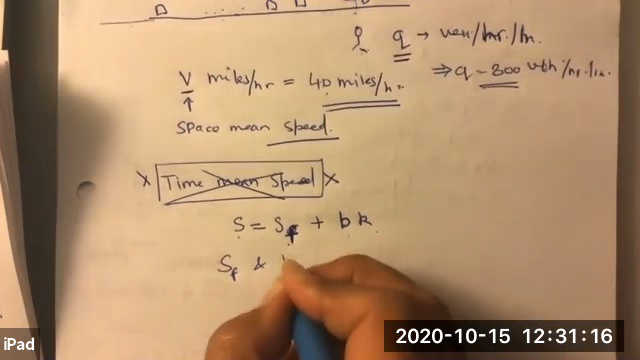 q → veh/hr/ln.
V miles/hr = 40 miles/hr.
⇒ q = 800 veh/hr-ln.
space mean speed.
x Time mean Speed x
S = Sf + bk
Sf &
iPad
2020-10-15 12:31:16